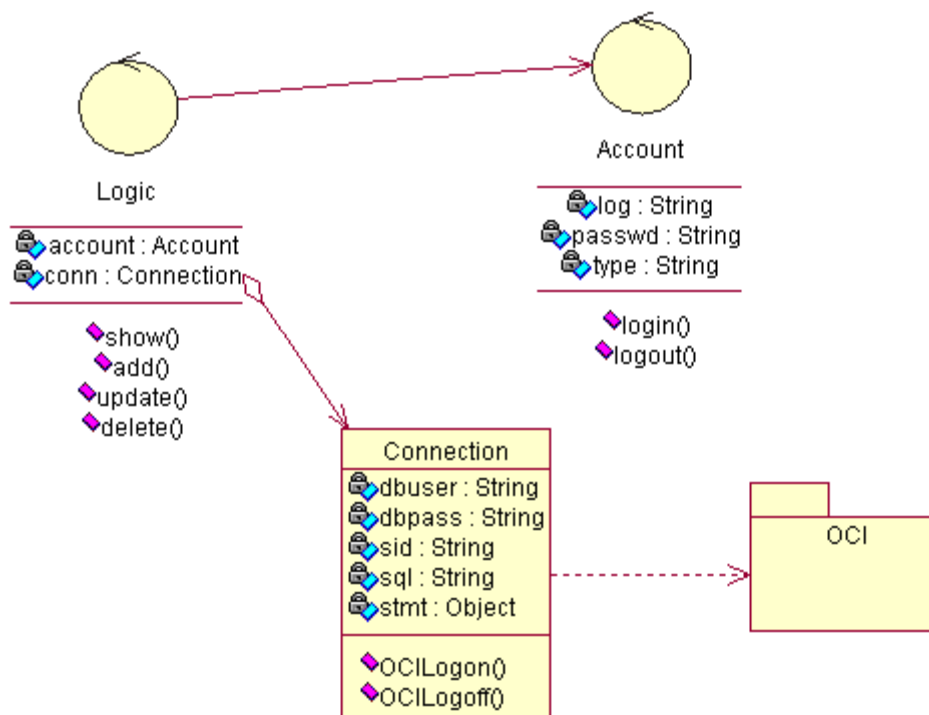 Logic
account : Account
conn : Connection
show()
add()
update()
delete()
Account
log : String
passwd : String
type : String
login()
logout()
Connection
dbuser : String
dbpass : String
sid : String
sql : String
stmt : Object
OCILogon()
OCILogoff()
OCI